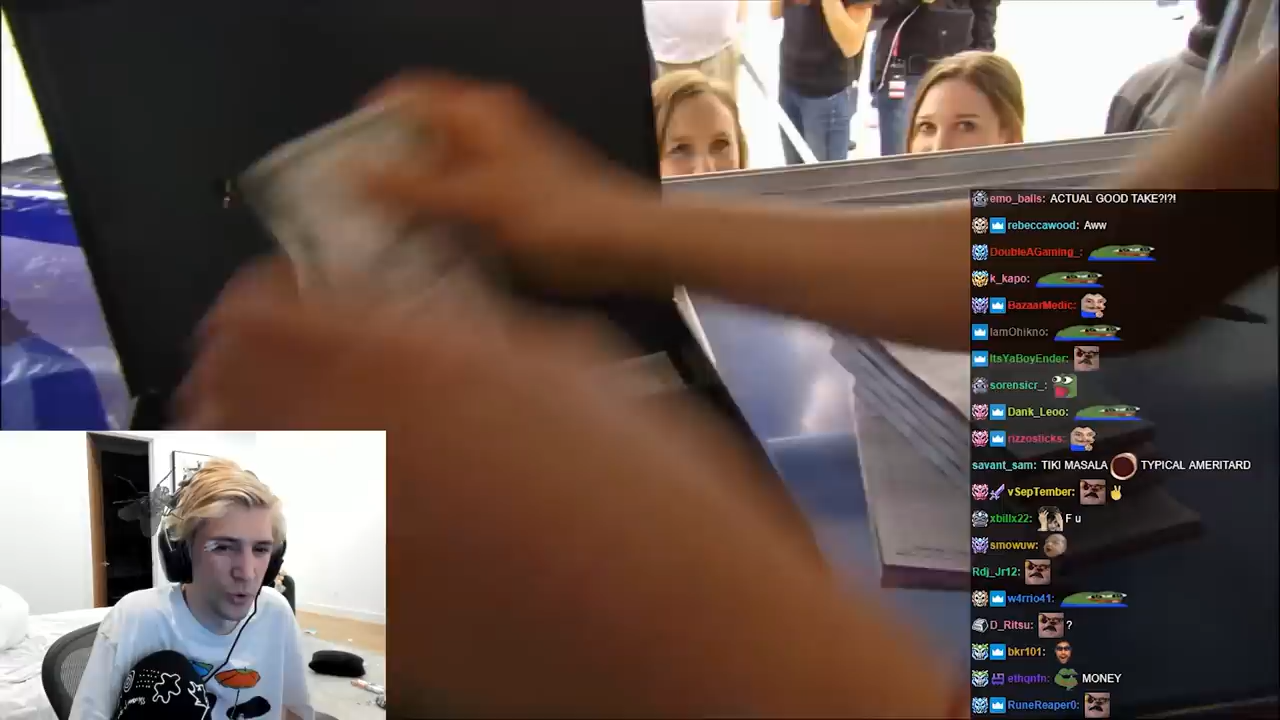 emo_balls: ACTUAL GOOD TAKE?!?!
rebeccawood: Aww
DoubleAGaming_:
k_kapo:
BazaarMedic:
IamOhikno:
ItsYaBoyEnder:
sorensicr_:
Dank_Leoo:
rizzosticks:
savant_sam: TIKI MASALA TYPICAL AMERITARD
vSepTember:
xbillx22: F u
smowuw:
Rdj_Jr12:
w4rrio41:
D_Ritsu: ?
bkr101:
ethqnfn: MONEY
RuneReaper0: